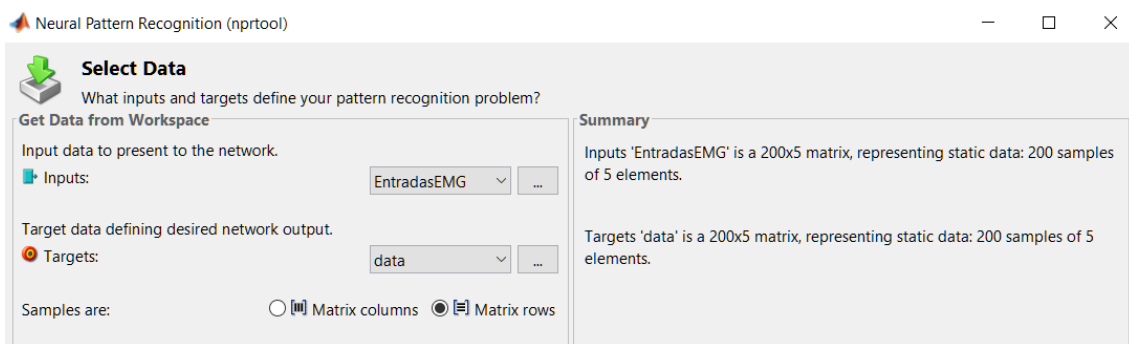 Neural Pattern Recognition (nprtool)
Select Data
What inputs and targets define your pattern recognition problem?
Get Data from Workspace
Input data to present to the network.
Inputs:
EntradasEMG
...
Target data defining desired network output.
Targets:
data
...
Samples are:
Matrix columns
Matrix rows
Summary
Inputs 'EntradasEMG' is a 200x5 matrix, representing static data: 200 samples
of 5 elements.
Targets 'data' is a 200x5 matrix, representing static data: 200 samples of 5
elements.